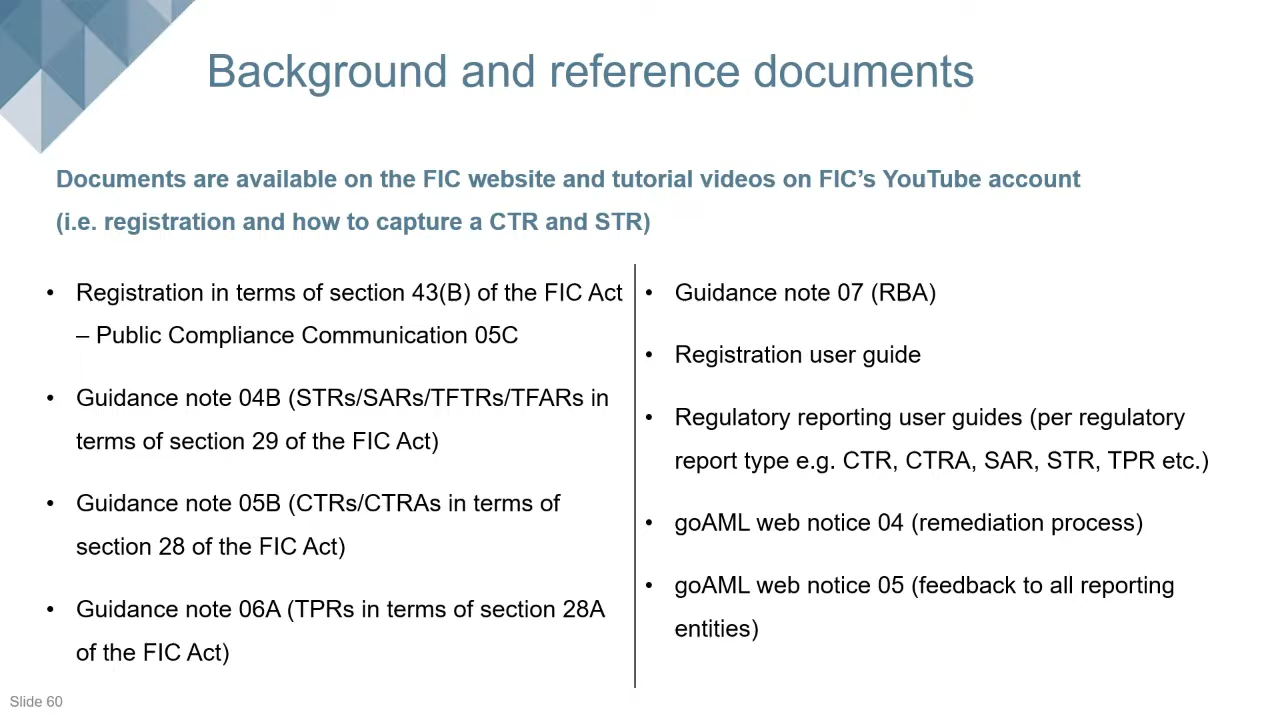 Background and reference documents
Documents are available on the FIC website and tutorial videos on FIC’s YouTube account
(i.e. registration and how to capture a CTR and STR)
• Registration in terms of section 43(B) of the FIC Act
– Public Compliance Communication 05C
• Guidance note 04B (STRs/SARs/TFTRs/TFARs in
terms of section 29 of the FIC Act)
• Guidance note 05B (CTRs/CTRAs in terms of
section 28 of the FIC Act)
• Guidance note 06A (TPRs in terms of section 28A
of the FIC Act)
• Guidance note 07 (RBA)
• Registration user guide
• Regulatory reporting user guides (per regulatory
report type e.g. CTR, CTRA, SAR, STR, TPR etc.)
• goAML web notice 04 (remediation process)
• goAML web notice 05 (feedback to all reporting
entities)
Slide 60